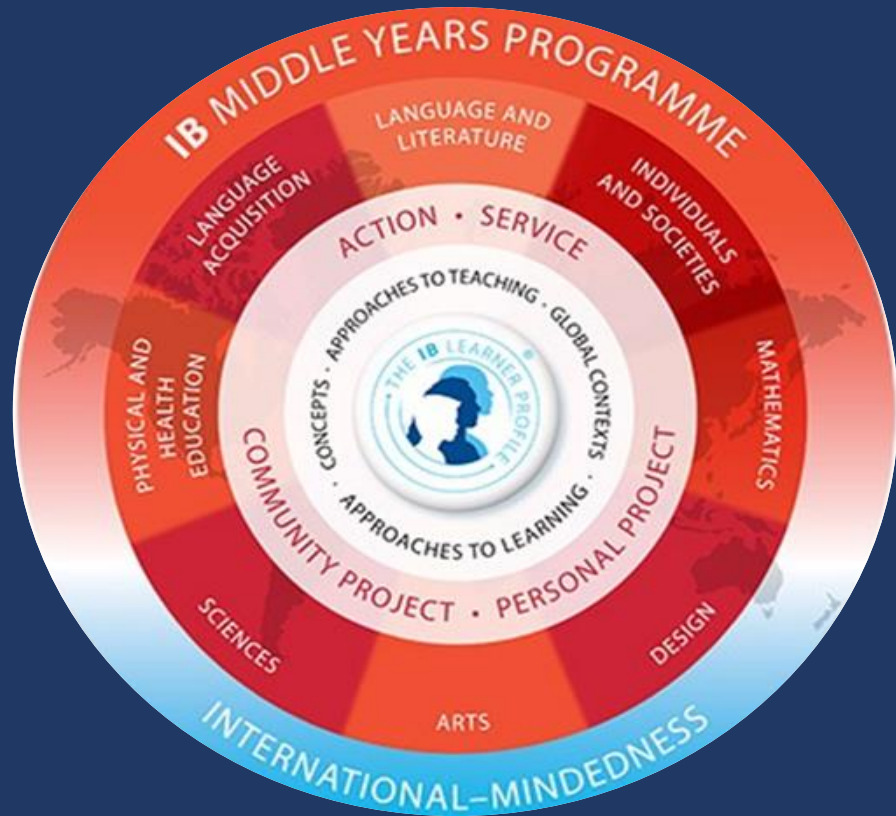 IB MIDDLE YEARS PROGRAMME
LANGUAGE AND
LITERATURE
INDIVIDUALS
AND SOCIETIES
MATHEMATICS
DESIGN
ARTS
SCIENCES
PHYSICAL AND
HEALTH
EDUCATION
LANGUAGE
ACQUISITION
ACTION • SERVICE
PERSONAL PROJECT
COMMUNITY PROJECT •
APPROACHES TO TEACHING •
GLOBAL CONTEXTS •
APPROACHES TO LEARNING •
CONCEPTS •
THE IB LEARNER PROFILE ®
INTERNATIONAL–MINDEDNESS